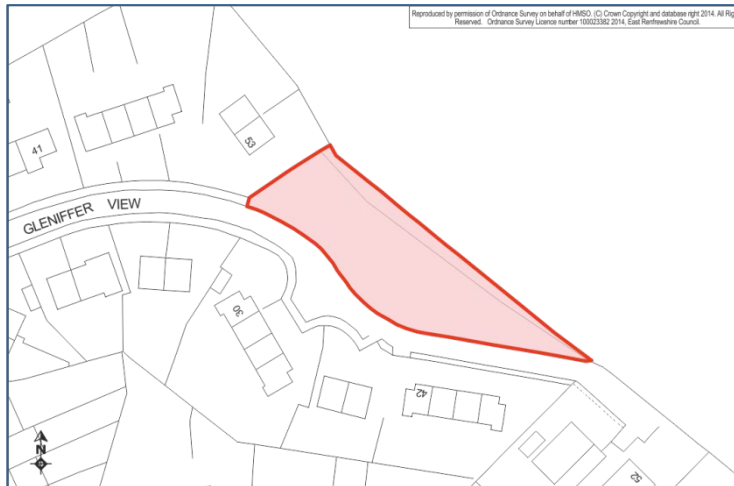 Reproduced by permission of Ordnance Survey on behalf of HMSO. (C) Crown Copyright and database right 2014. All Rig
Reserved. Ordnance Survey Licence number 100023382 2014, East Renfrewshire Council.
53
41
GLENIFFER VIEW
30
42
52
N